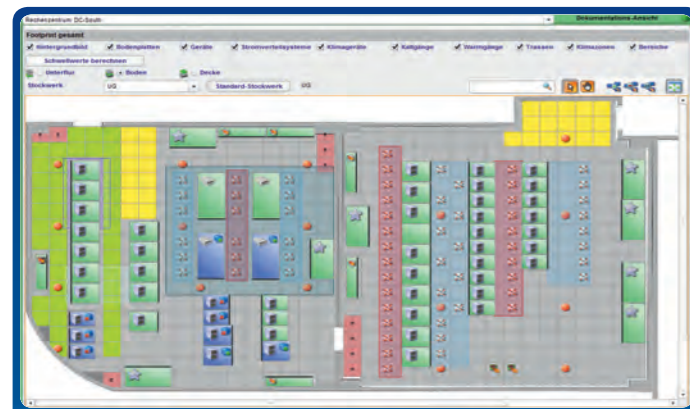 Rechenzentrum DC-South
Dokumentations-Ansicht
Footprint gesamt
Hintergrundbild Bodenplatten Geräte Stromverteilsysteme Klimageräte Kaltgänge Warmgänge Trassen Klimazonen Bereiche
Schwellwerte berechnen
Unterflur Boden Decke
Stockwerk UG Standard-Stockwerk UG